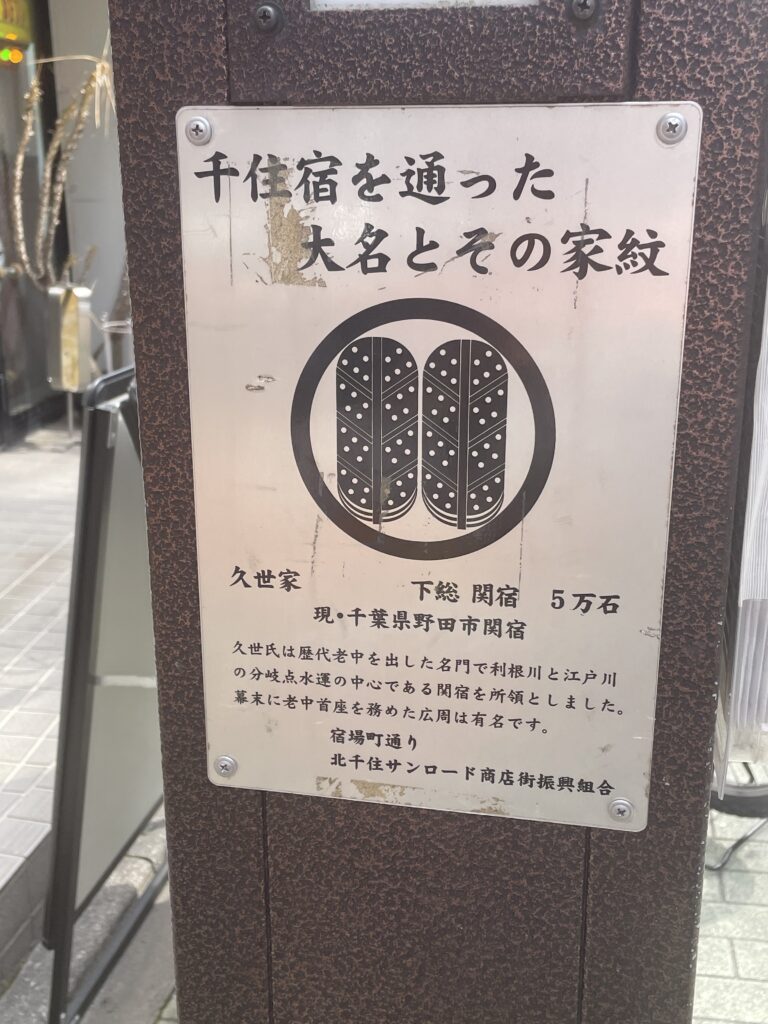 千住宿を通った
大名とその家紋
久世家 下総 関宿 5万石
現・千葉県野田市関宿
久世氏は歴代老中を出した名門で利根川と江戸川
の分岐点水運の中心である関宿を所領としました。
幕末に老中首座を務めた広周は有名です。
宿場町通り
北千住サンロード商店街振興組合